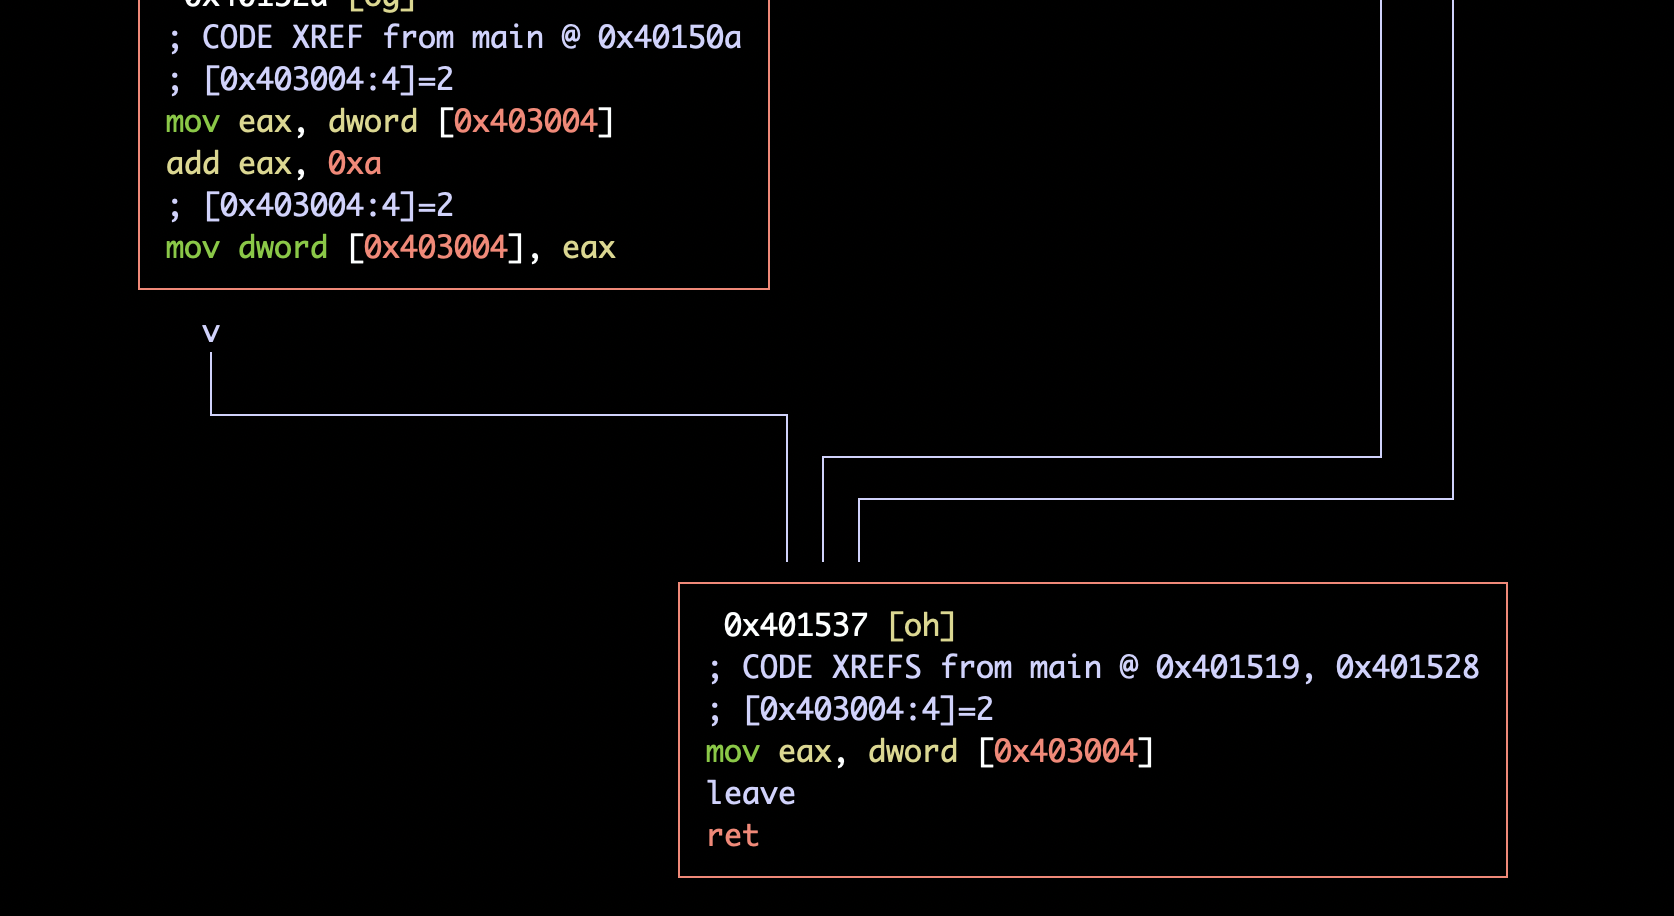 0x40152a [og]
; CODE XREF from main @ 0x40150a
; [0x403004:4]=2
mov eax, dword [0x403004]
add eax, 0xa
; [0x403004:4]=2
mov dword [0x403004], eax
v
0x401537 [oh]
; CODE XREFS from main @ 0x401519, 0x401528
; [0x403004:4]=2
mov eax, dword [0x403004]
leave
ret